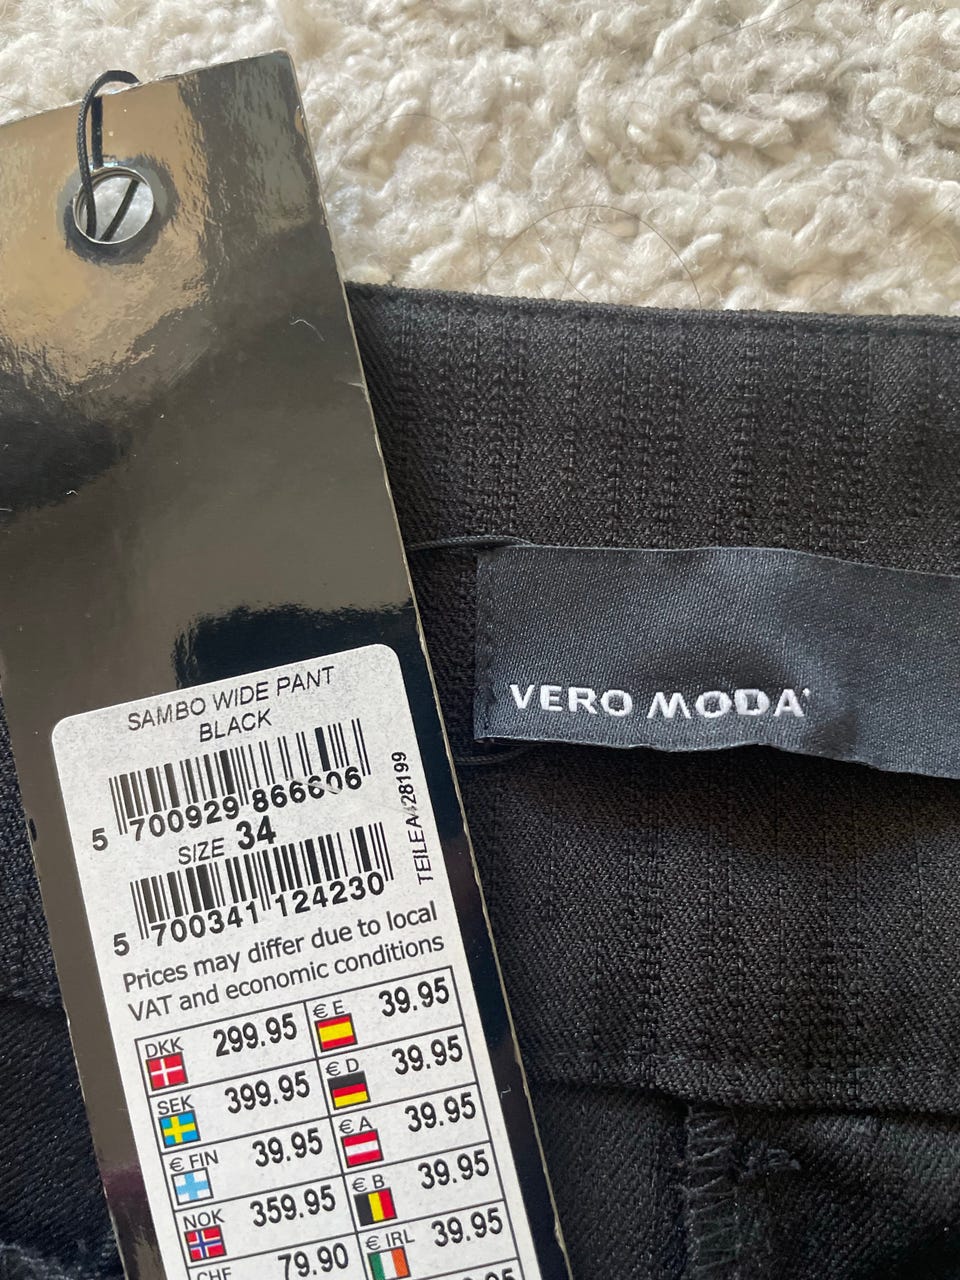 SAMBO WIDE PANT
BLACK
5 700929 866606
SIZE 34
5 700341 124230
Prices may differ due to local
VAT and economic conditions
DKK 299.95 € E 39.95
SEK 399.95 € D 39.95
€ FIN 39.95 € A 39.95
NOK 359.95 € B 39.95
CHF 79.90 € IRL 39.95
VERO MODA